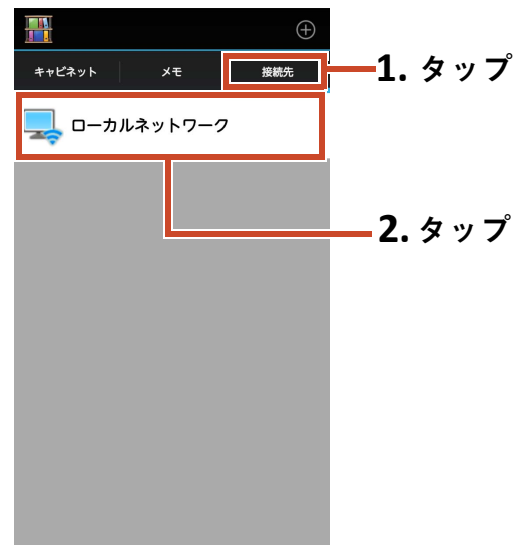 キャビネット
メモ
接続先
1. タップ
ローカルネットワーク
2. タップ